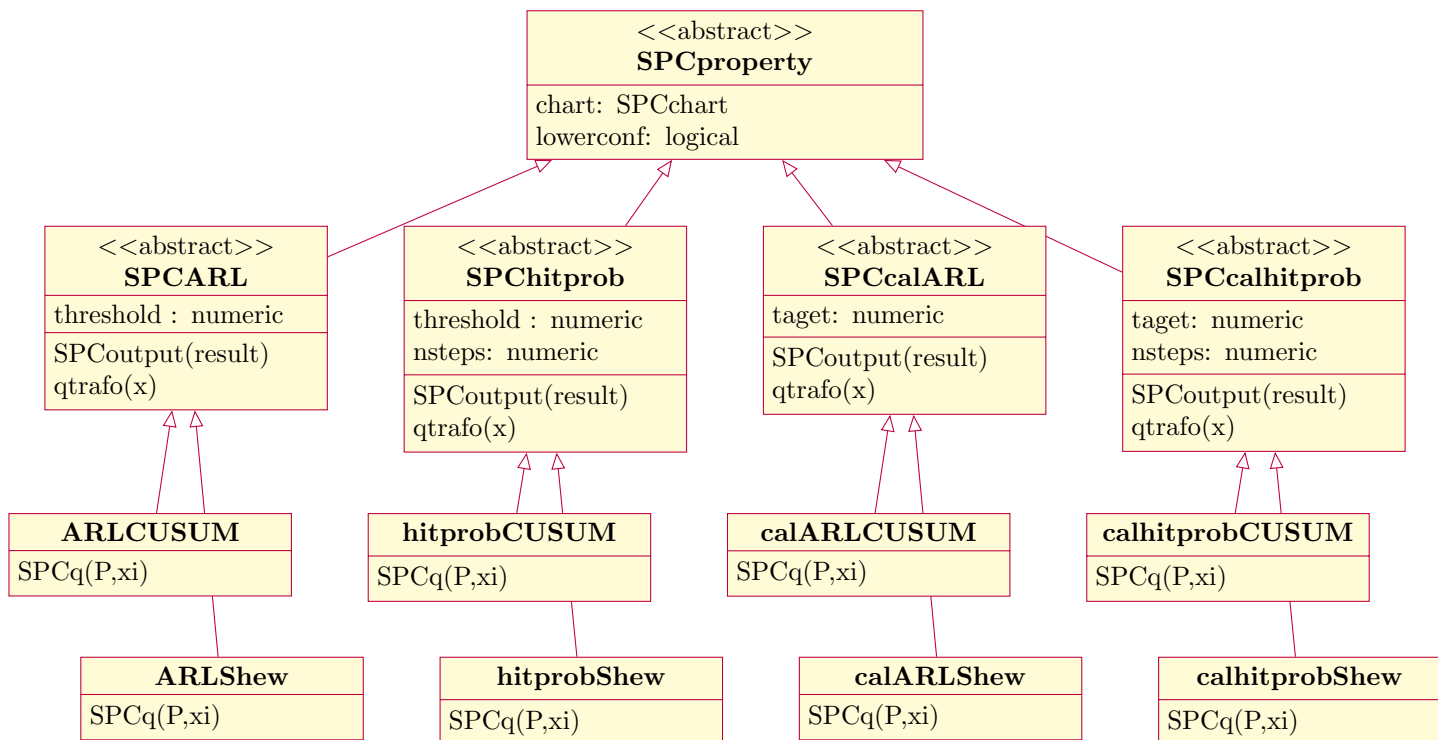 <<abstract>>
SPCproperty
chart: SPCchart
lowerconf: logical
<<abstract>>
SPCARL
threshold : numeric
SPCoutput(result)
qtrafo(x)
<<abstract>>
SPChitprob
threshold : numeric
nsteps: numeric
SPCoutput(result)
qtrafo(x)
<<abstract>>
SPCcalARL
taget: numeric
SPCoutput(result)
qtrafo(x)
<<abstract>>
SPCcalhitprob
taget: numeric
nsteps: numeric
SPCoutput(result)
qtrafo(x)
ARLCUSUM
SPCq(P,xi)
hitprobCUSUM
SPCq(P,xi)
calARLCUSUM
SPCq(P,xi)
calhitprobCUSUM
SPCq(P,xi)
ARLShew
SPCq(P,xi)
hitprobShew
SPCq(P,xi)
calARLShew
SPCq(P,xi)
calhitprobShew
SPCq(P,xi)